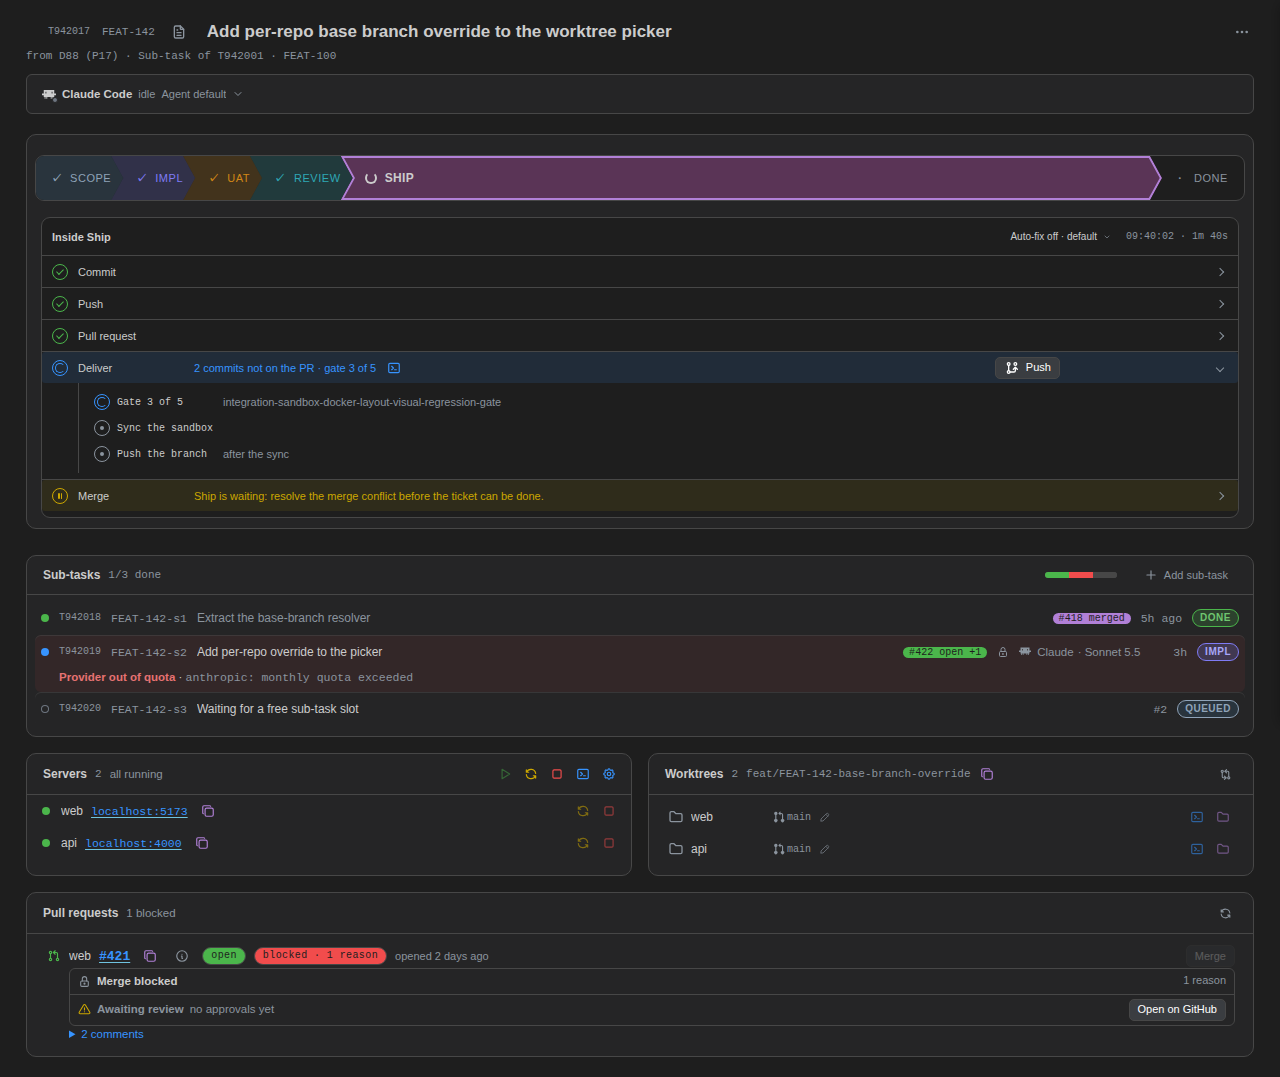 T942017 FEAT-142 Add per-repo base branch override to the worktree picker
from D88 (P17) · Sub-task of T942001 · FEAT-100
Claude Code idle Agent default
SCOPE IMPL UAT REVIEW SHIP DONE
Inside Ship Auto-fix off · default 09:40:02 · 1m 40s
Commit
Push
Pull request
Deliver 2 commits not on the PR · gate 3 of 5 Push
Gate 3 of 5 integration-sandbox-docker-layout-visual-regression-gate
Sync the sandbox
Push the branch after the sync
Merge Ship is waiting: resolve the merge conflict before the ticket can be done.
Sub-tasks 1/3 done Add sub-task
T942018 FEAT-142-s1 Extract the base-branch resolver #418 merged 5h ago DONE
T942019 FEAT-142-s2 Add per-repo override to the picker #422 open +1 Claude · Sonnet 5.5 3h IMPL
Provider out of quota · anthropic: monthly quota exceeded
T942020 FEAT-142-s3 Waiting for a free sub-task slot #2 QUEUED
Servers 2 all running
web localhost:5173
api localhost:4000
Worktrees 2 feat/FEAT-142-base-branch-override
web main
api main
Pull requests 1 blocked
web #421 open blocked · 1 reason opened 2 days ago Merge
Merge blocked 1 reason
Awaiting review no approvals yet Open on GitHub
2 comments